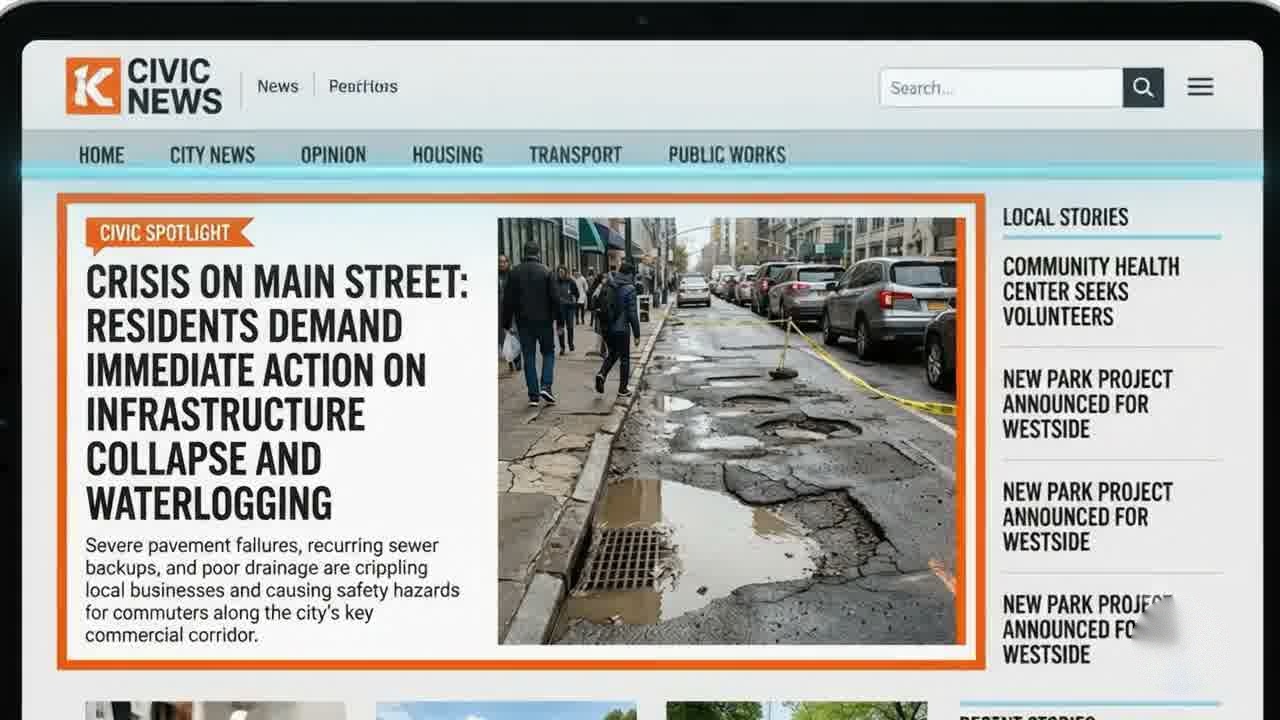 K CIVIC
NEWS
News
Search...
HOME CITY NEWS OPINION HOUSING TRANSPORT PUBLIC WORKS
CIVIC SPOTLIGHT
CRISIS ON MAIN STREET:
RESIDENTS DEMAND
IMMEDIATE ACTION ON
INFRASTRUCTURE
COLLAPSE AND
WATERLOGGING
Severe pavement failures, recurring sewer
backups, and poor drainage are crippling
local businesses and causing safety hazards
for commuters along the city's key
commercial corridor.
LOCAL STORIES
COMMUNITY HEALTH
CENTER SEEKS
VOLUNTEERS
NEW PARK PROJECT
ANNOUNCED FOR
WESTSIDE
NEW PARK PROJECT
ANNOUNCED FOR
WESTSIDE
NEW PARK PROJECT
ANNOUNCED
WESTSIDE
STORIES